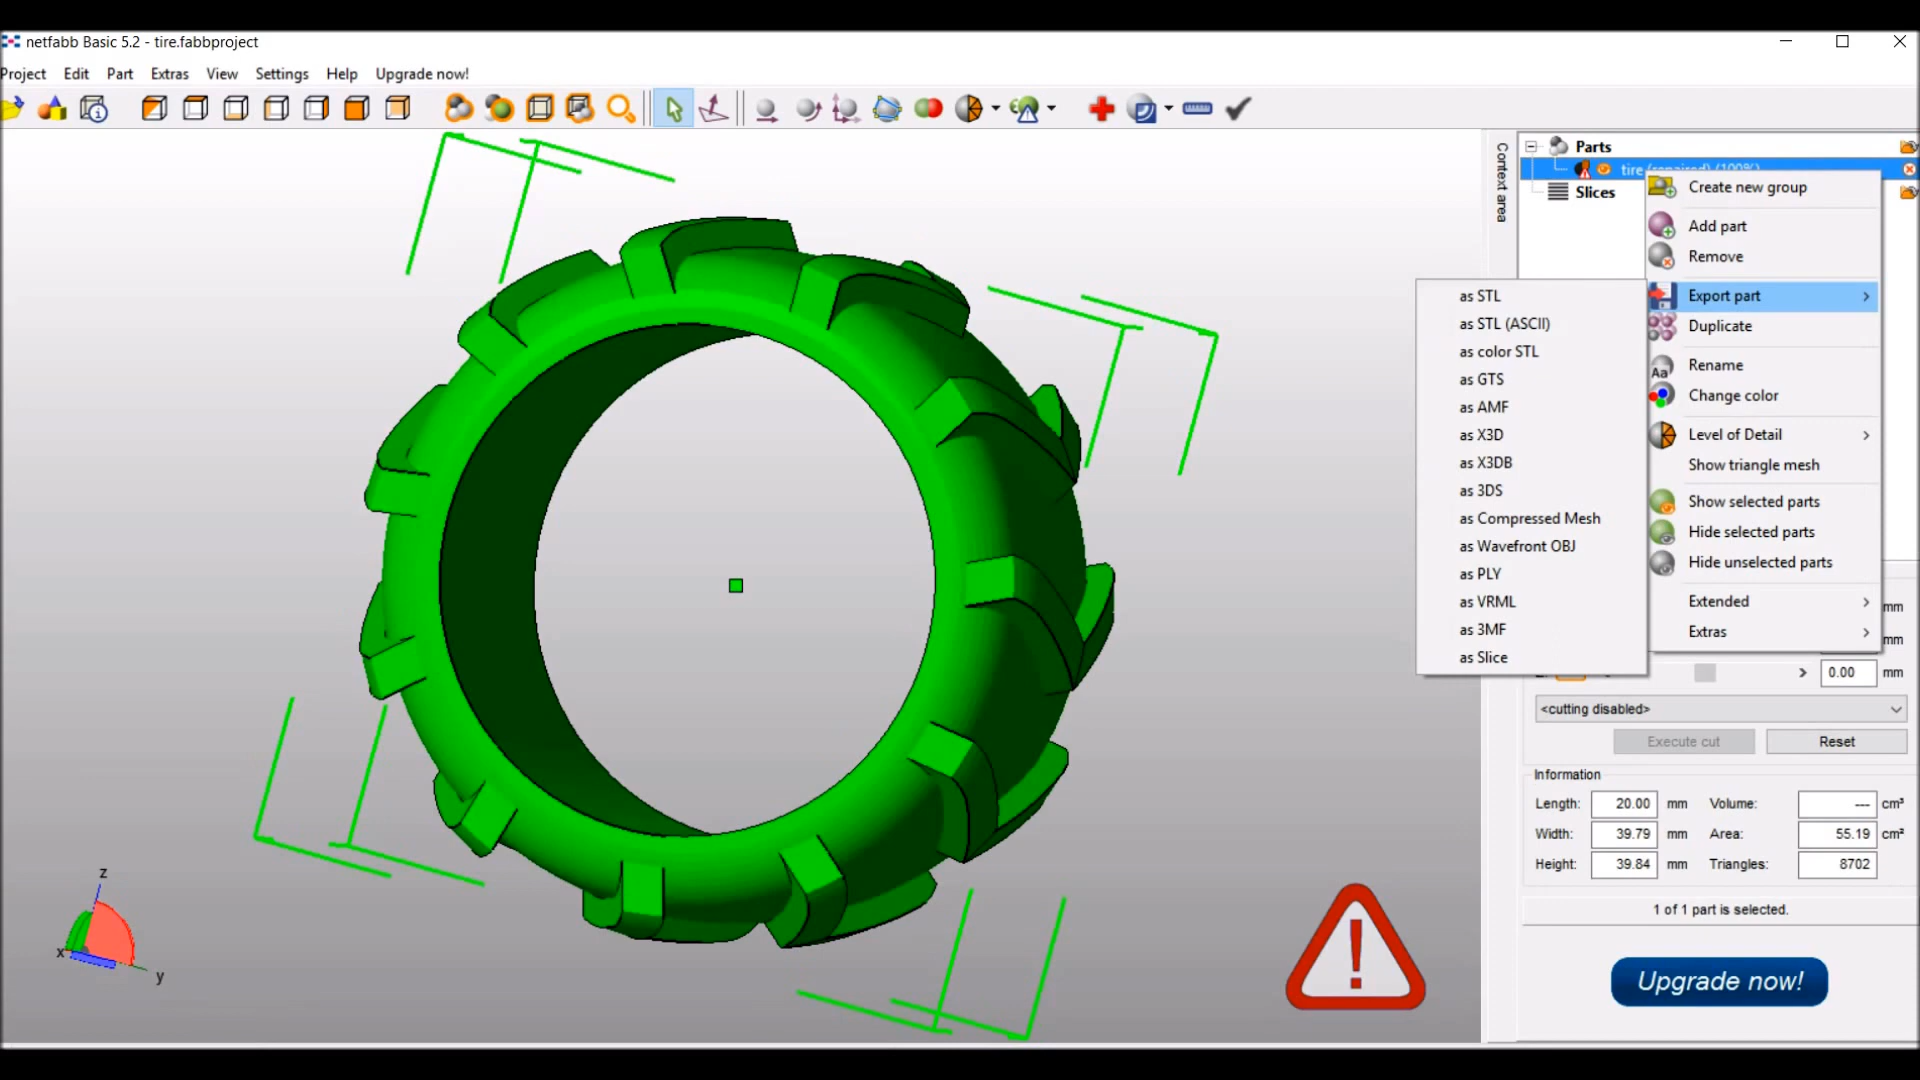 netfabb Basic 5.2 - tire.fabbproject
Project Edit Part Extras View Settings Help Upgrade now!
Context area
Parts
tire (repaired) (100%)
Slices
Create new group
Add part
Remove
Export part
Duplicate
Rename
Aa
Change color
Level of Detail
Show triangle mesh
Show selected parts
Hide selected parts
Hide unselected parts
Extended
Extras
as STL
as STL (ASCII)
as color STL
as GTS
as AMF
as X3D
as X3DB
as 3DS
as Compressed Mesh
as Wavefront OBJ
as PLY
as VRML
as 3MF
as Slice
mm
mm
0.00 mm
<cutting disabled>
Execute cut Reset
Information
Length: 20.00 mm Volume: --- cm³
Width: 39.79 mm Area: 55.19 cm²
Height: 39.84 mm Triangles: 8702
1 of 1 part is selected.
Upgrade now!
z
x
y